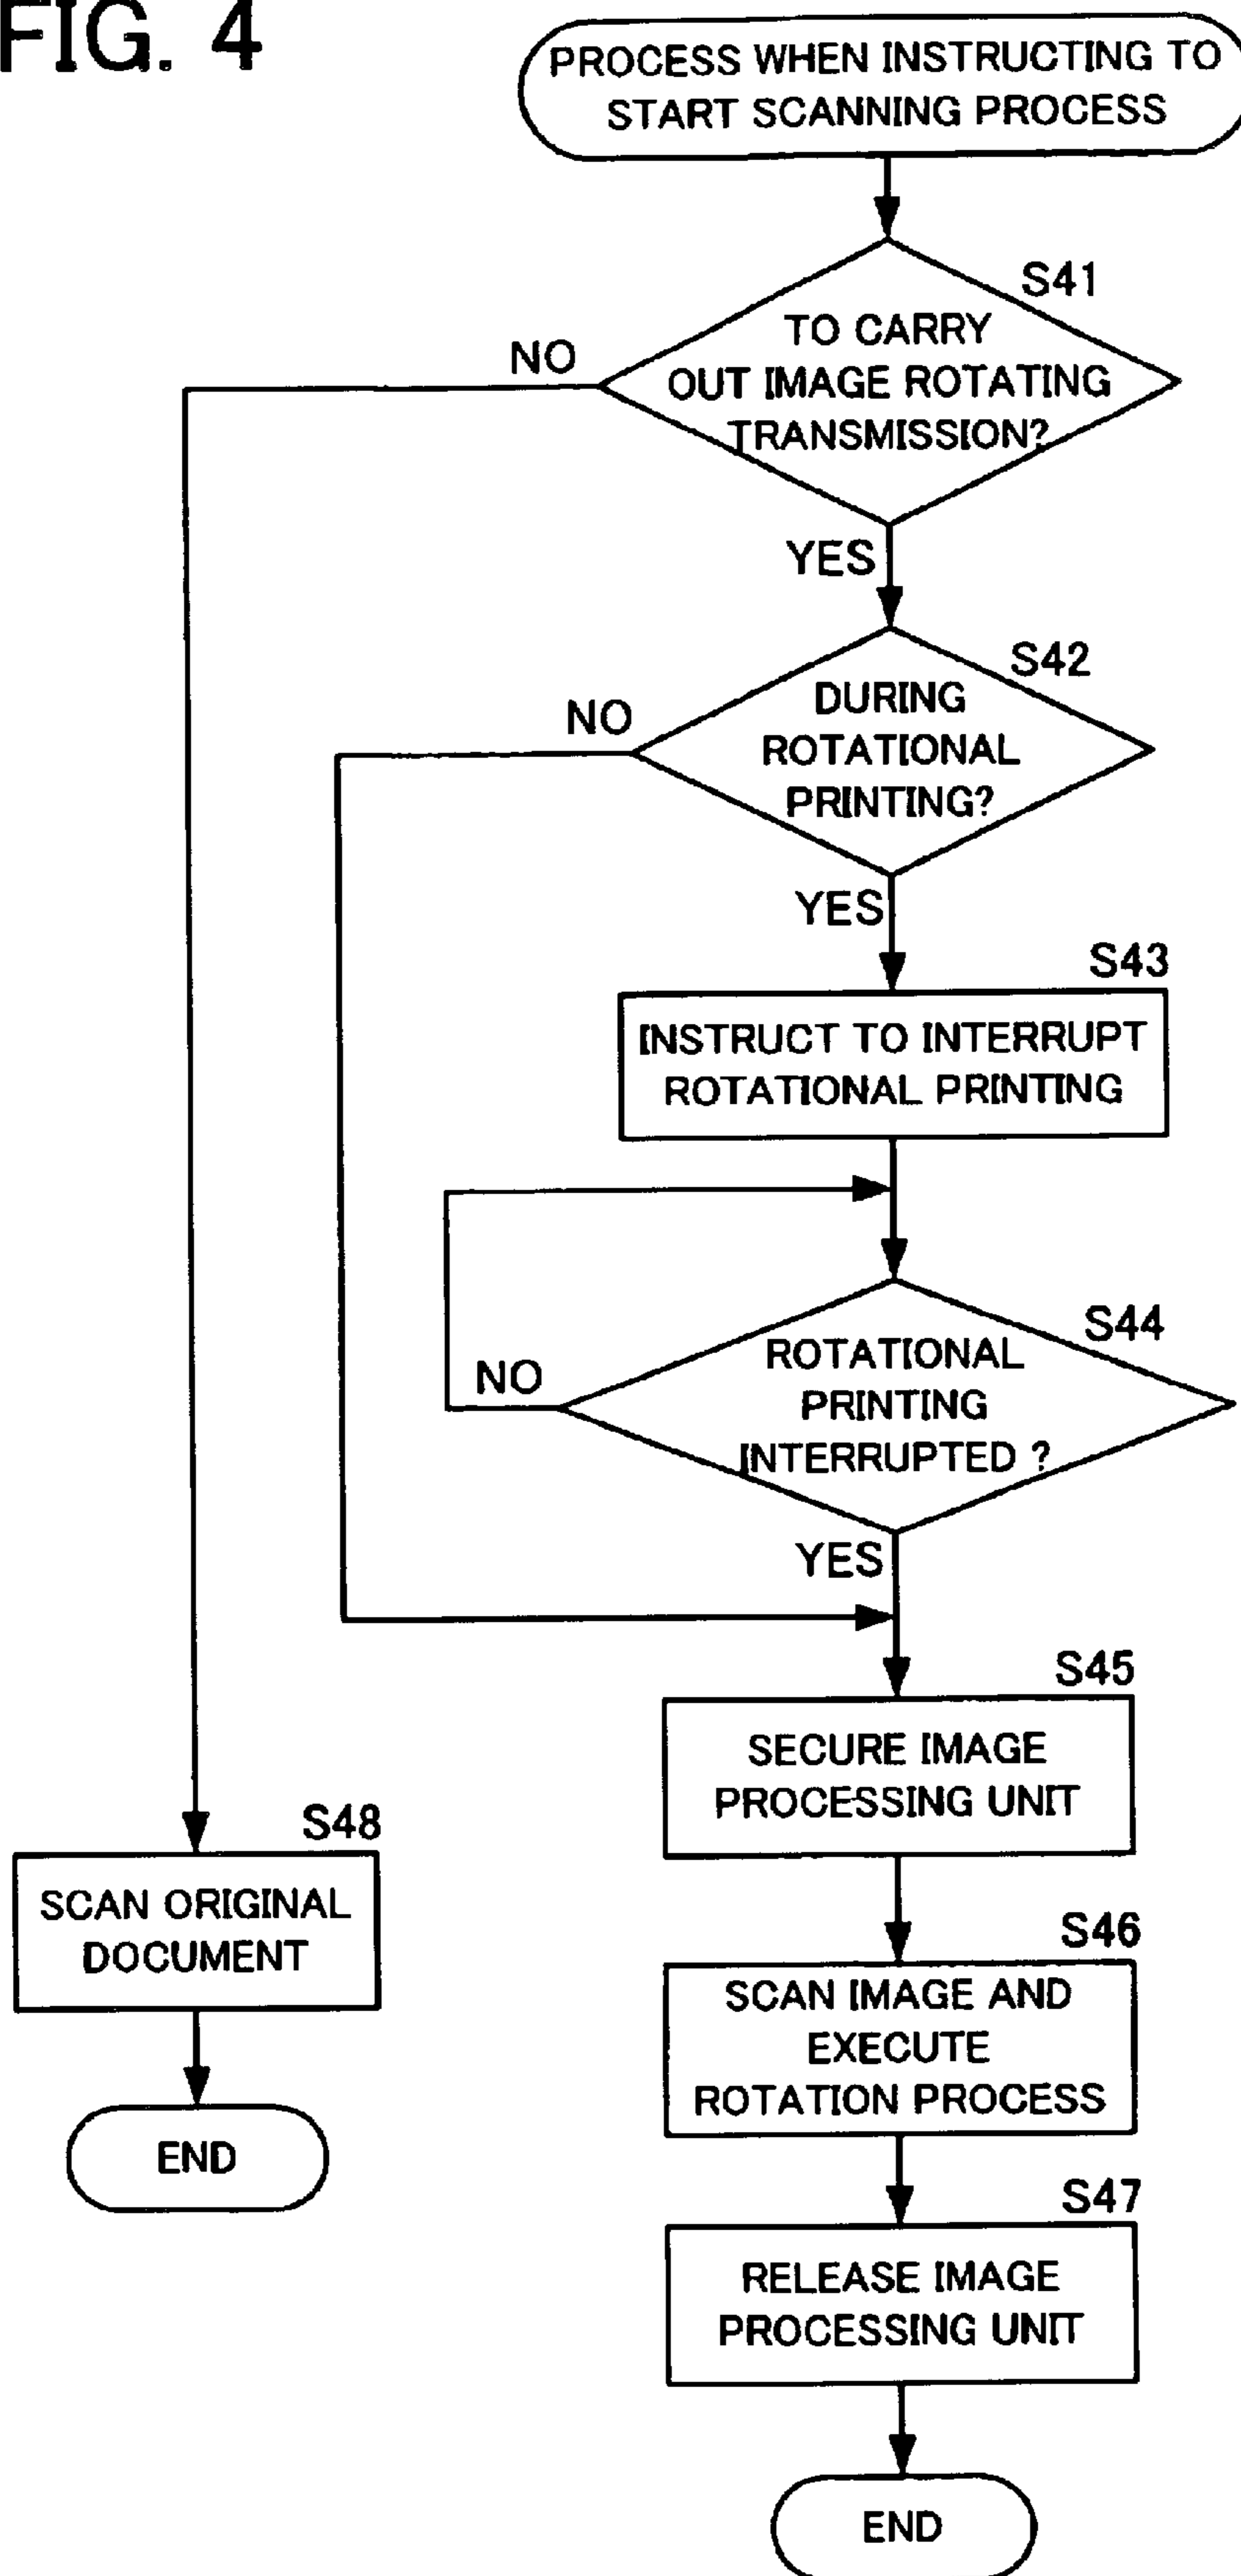 FIG. 4
PROCESS WHEN INSTRUCTING TO
START SCANNING PROCESS
S41
TO CARRY
OUT IMAGE ROTATING
TRANSMISSION?
NO
YES
S42
DURING
ROTATIONAL
PRINTING?
NO
YES
S43
INSTRUCT TO INTERRUPT
ROTATIONAL PRINTING
S44
ROTATIONAL
PRINTING
INTERRUPTED ?
NO
YES
S45
SECURE IMAGE
PROCESSING UNIT
S48
SCAN ORIGINAL
DOCUMENT
END
S46
SCAN IMAGE AND
EXECUTE
ROTATION PROCESS
S47
RELEASE IMAGE
PROCESSING UNIT
END